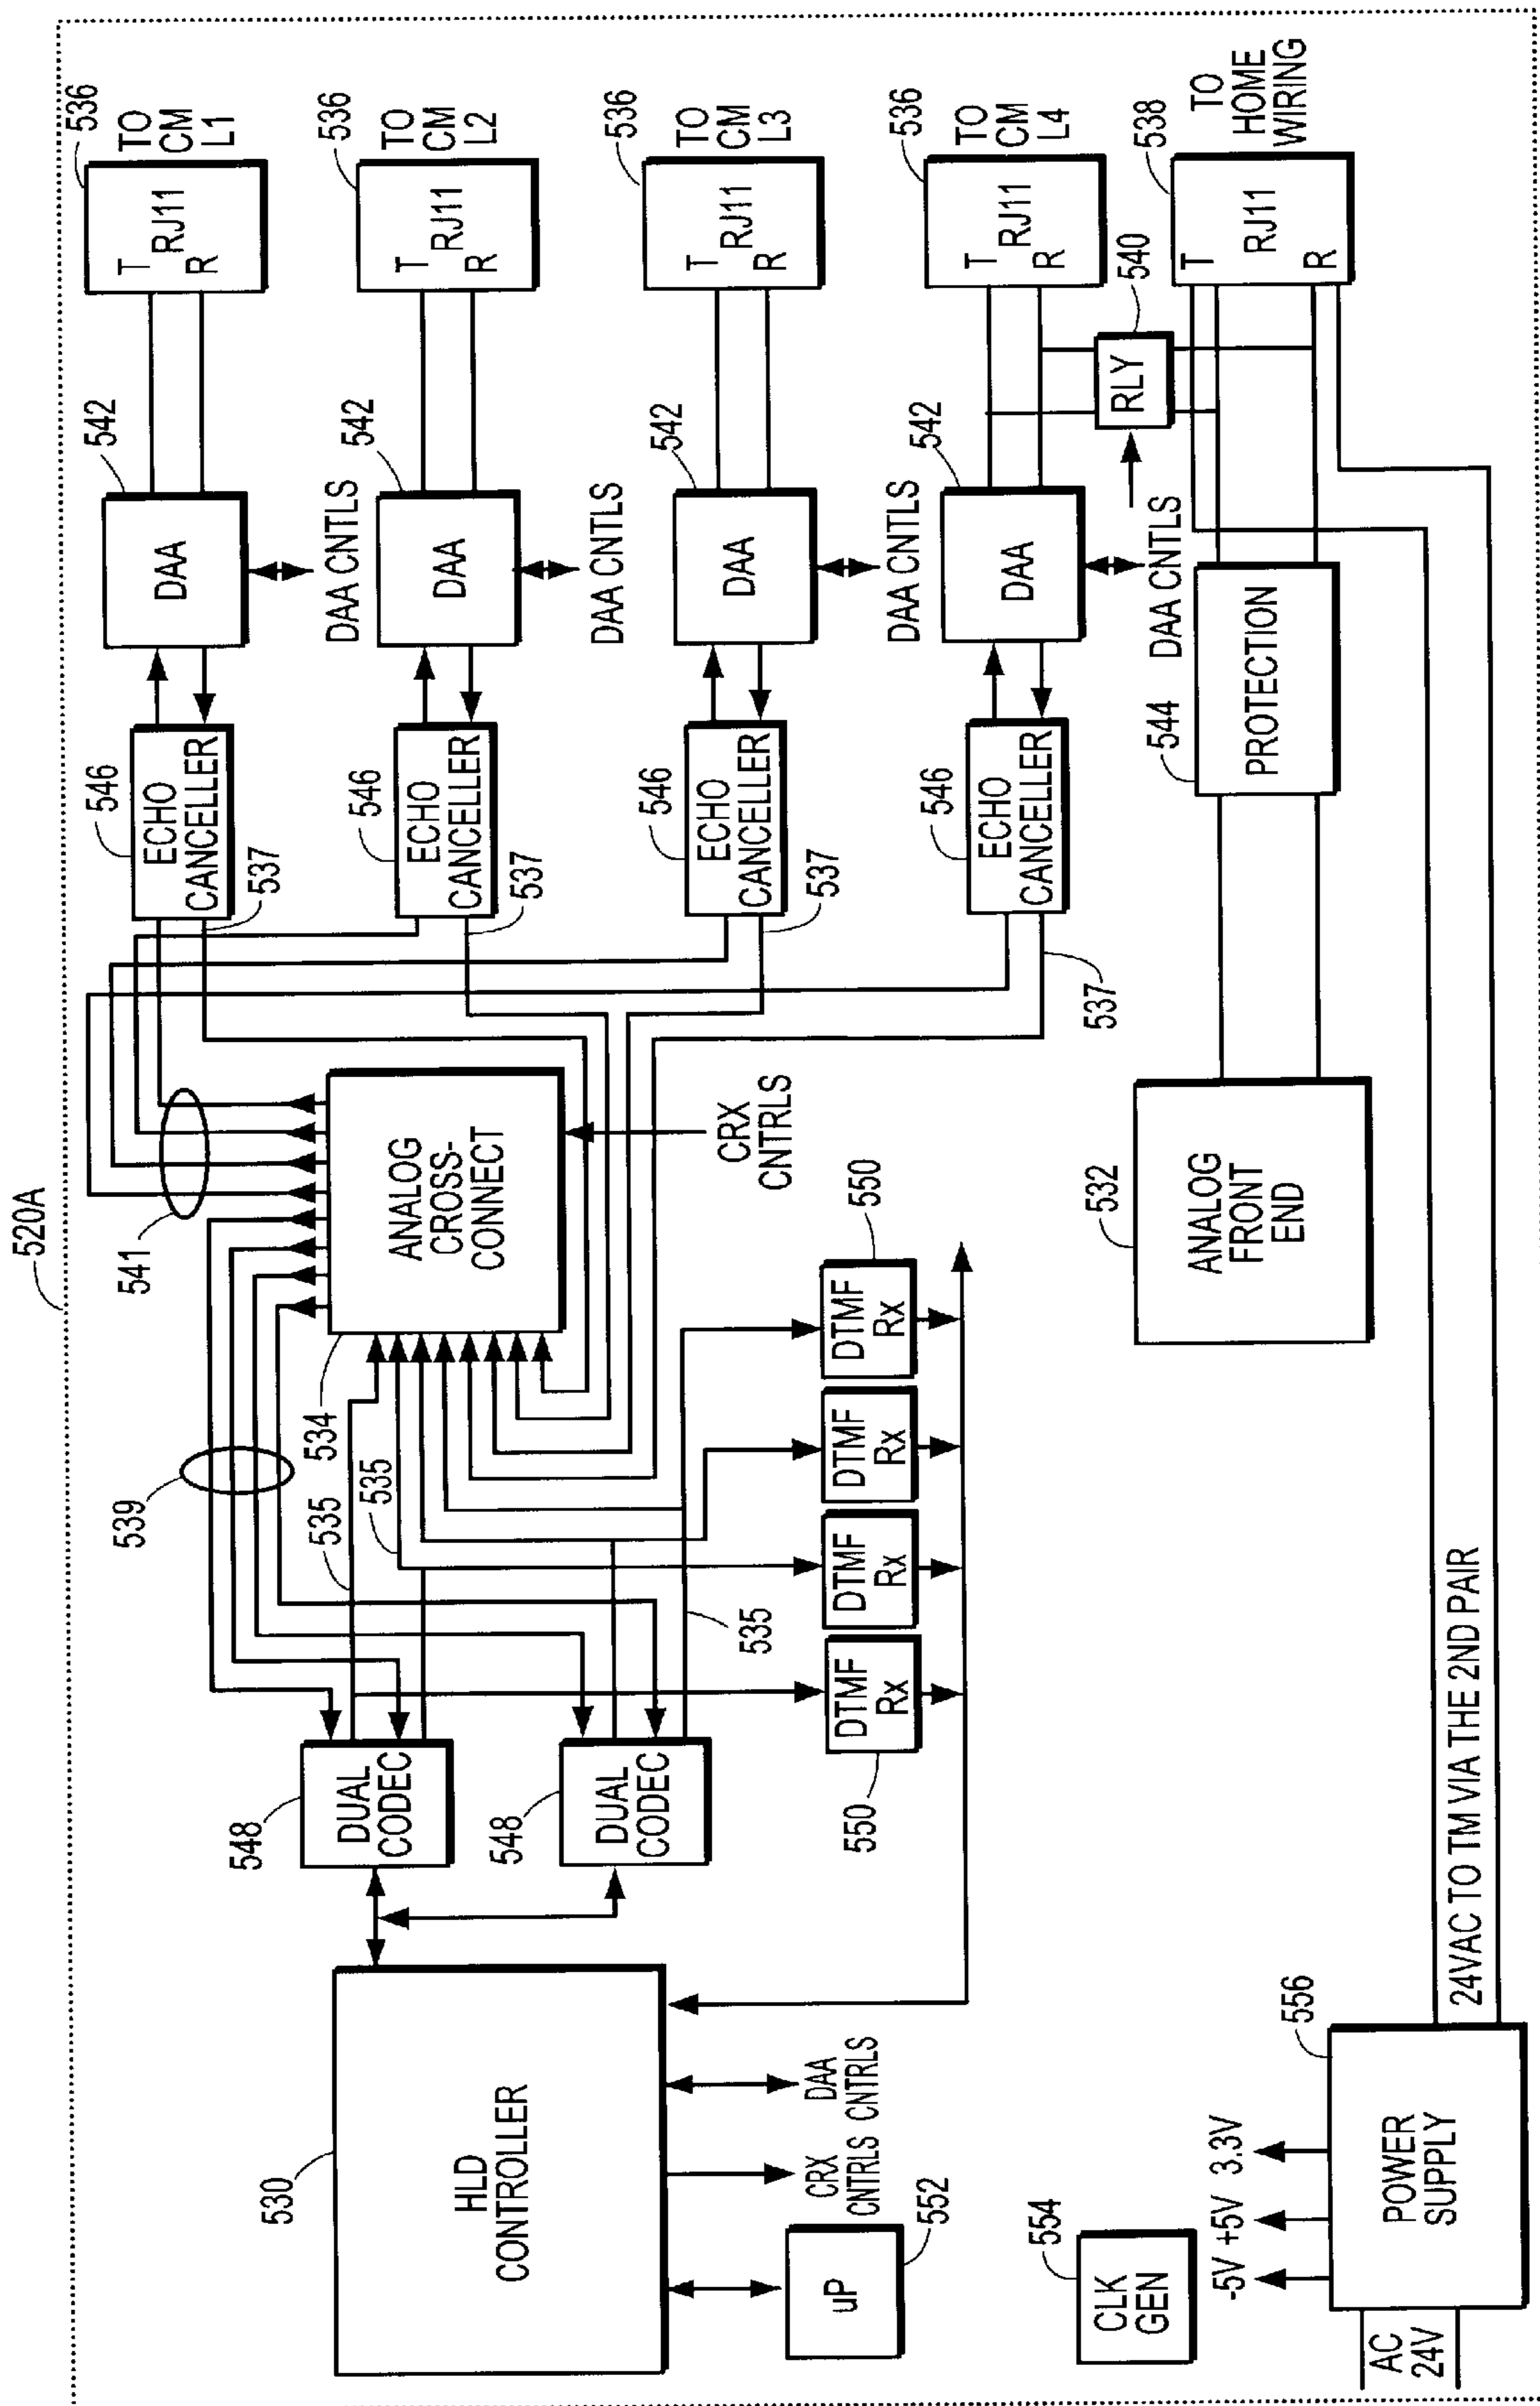 520A
536
TO
CM
L1
T
RJ11
R
542
DAA
DAA CNTLS
546
ECHO
CANCELLER
537
541
539
536
TO
CM
L2
T
RJ11
R
542
DAA
DAA CNTLS
546
ECHO
CANCELLER
537
536
TO
CM
L3
T
RJ11
R
542
DAA
DAA CNTLS
546
ECHO
CANCELLER
537
536
TO
CM
L4
T
RJ11
R
542
DAA
DAA CNTLS
546
ECHO
CANCELLER
537
540
RLY
538
TO
HOME
WIRING
T
RJ11
R
544
PROTECTION
532
ANALOG
FRONT
END
534
ANALOG
CROSS-
CONNECT
CRX
CNTRLS
535
535
535
548
DUAL
CODEC
548
DUAL
CODEC
550
DTMF
Rx
DTMF
Rx
DTMF
Rx
DTMF
Rx
550
530
HLD
CONTROLLER
CRX
CNTRLS
DAA
CNTRLS
552
uP
554
CLK
GEN
-5V +5V 3.3V
556
POWER
SUPPLY
AC
24V
24VAC TO TM VIA THE 2ND PAIR